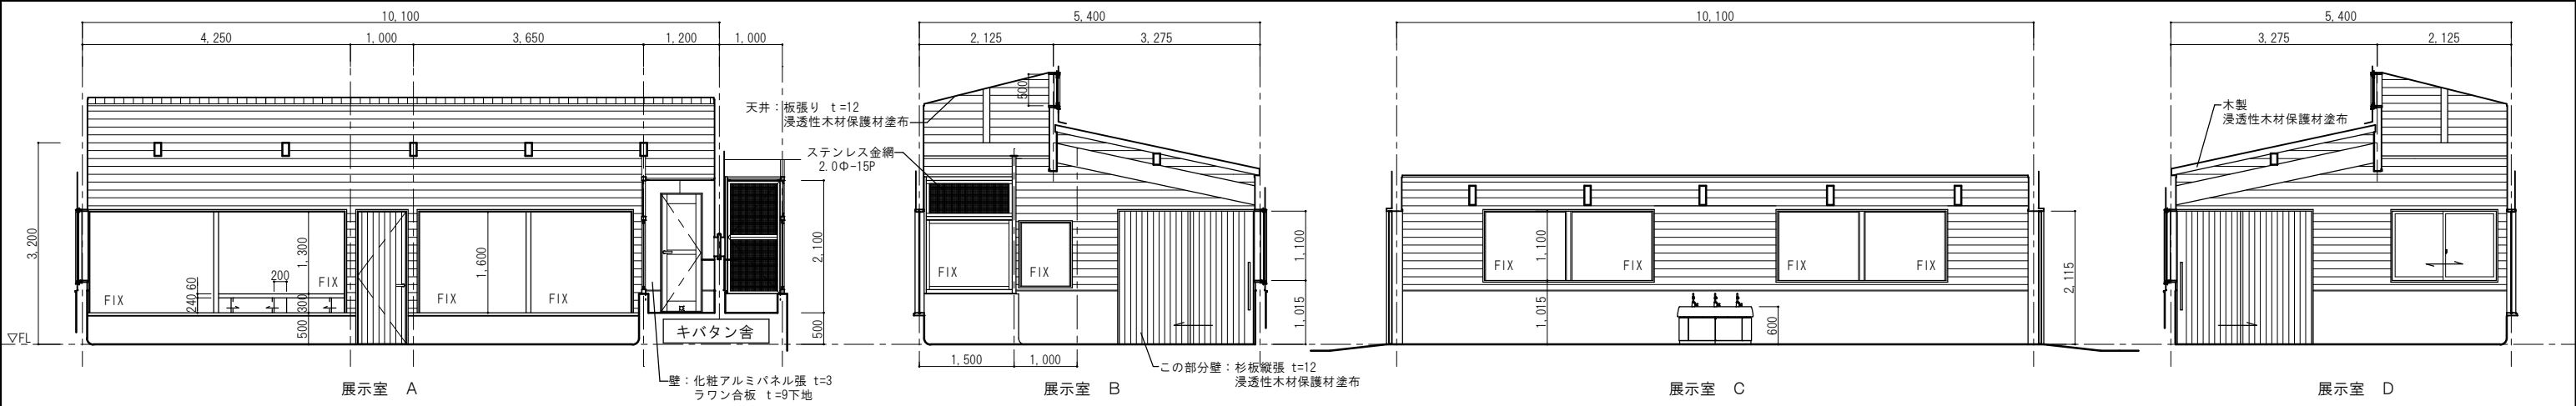 10,100
4,250
1,000
3,650
1,200
1,000
3,200
▽FL
FIX
240
60
200
1,300
300
500
FIX
1,600
FIX
FIX
2,100
500
キバタン舎
壁：化粧アルミパネル張 t=3
ラワン合板 t=9下地
展示室 A
5,400
2,125
3,275
500
天井：板張り t=12
浸透性木材保護材塗布
ステンレス金網
2.0Φ-15P
FIX
FIX
1,100
1,015
1,500
1,000
この部分壁：杉板縦張 t=12
浸透性木材保護材塗布
展示室 B
10,100
FIX
1,100
FIX
FIX
FIX
1,015
600
2,115
展示室 C
5,400
3,275
2,125
木製
浸透性木材保護材塗布
展示室 D